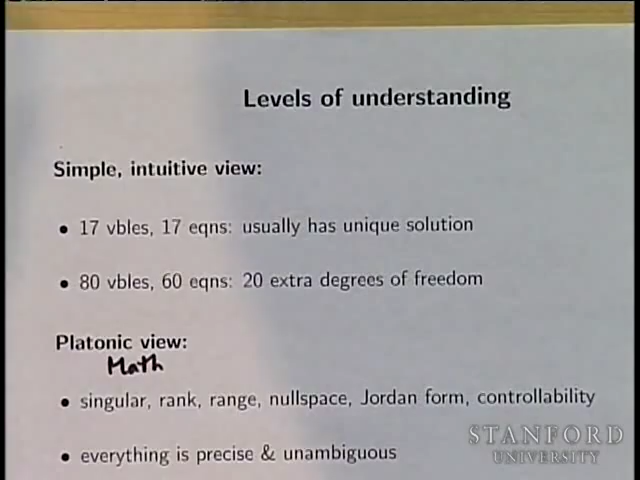 Levels of understanding
Simple, intuitive view:
• 17 vbles, 17 eqns: usually has unique solution
• 80 vbles, 60 eqns: 20 extra degrees of freedom
Platonic view:
Math
• singular, rank, range, nullspace, Jordan form, controllability
• everything is precise & unambiguous
STANFORD
UNIVERSITY